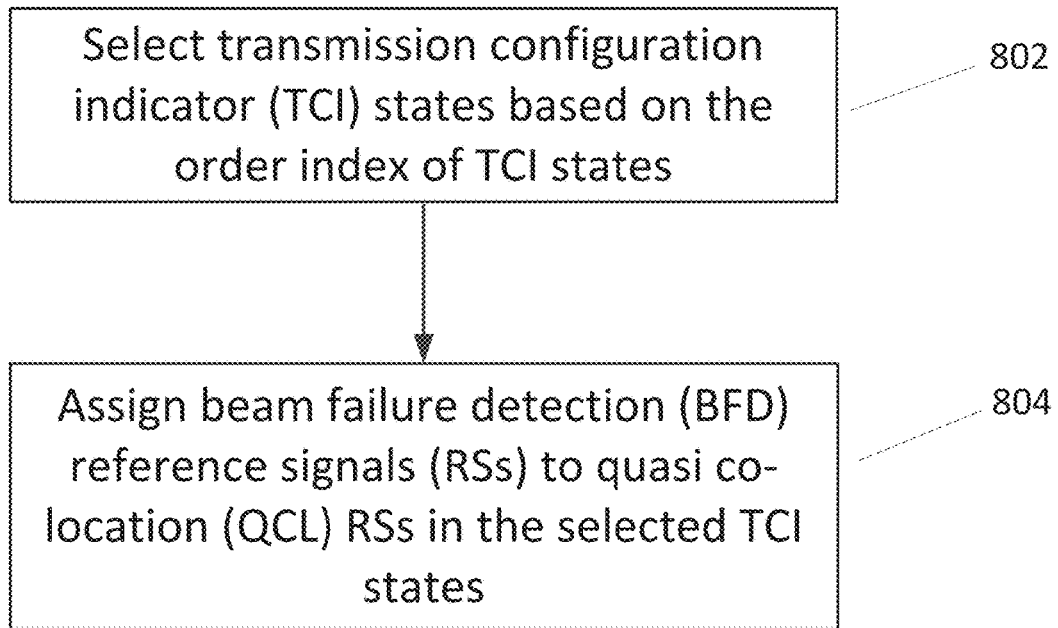 Select transmission configuration
indicator (TCI) states based on the
order index of TCI states
802
Assign beam failure detection (BFD)
reference signals (RSs) to quasi co-
location (QCL) RSs in the selected TCI
states
804